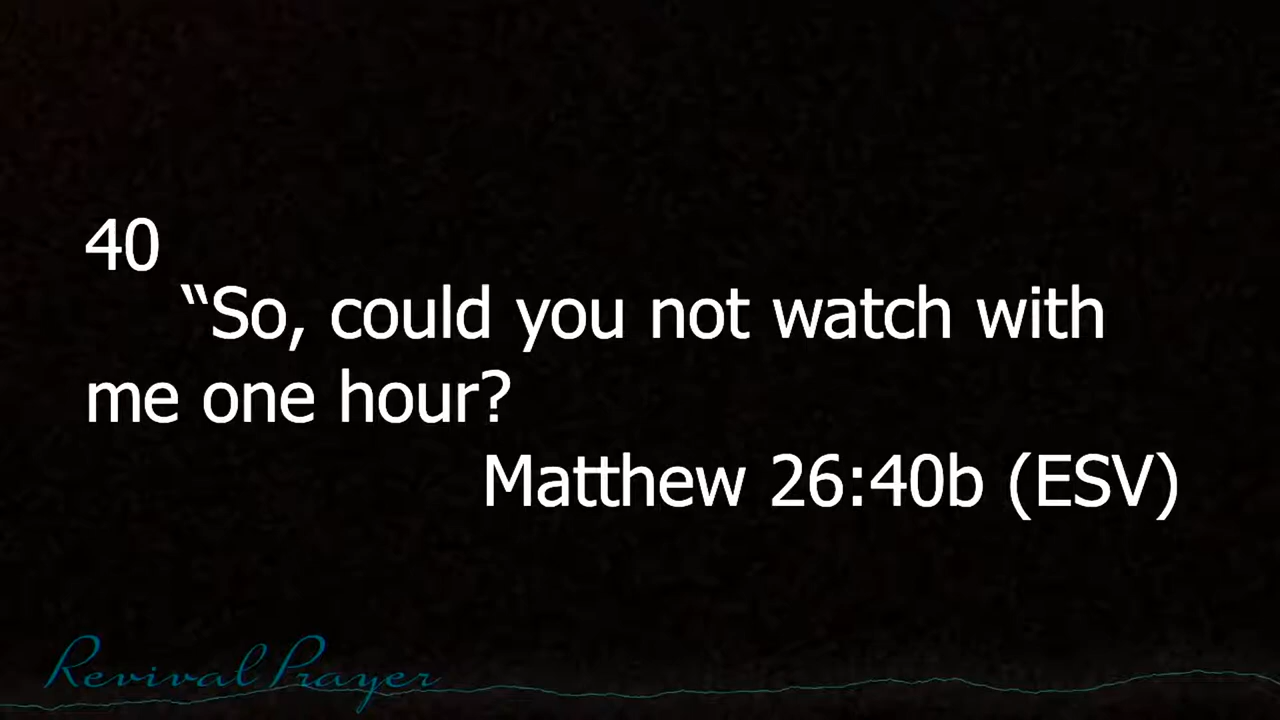 40
“So, could you not watch with
me one hour?
Matthew 26:40b (ESV)
Revival Prayer